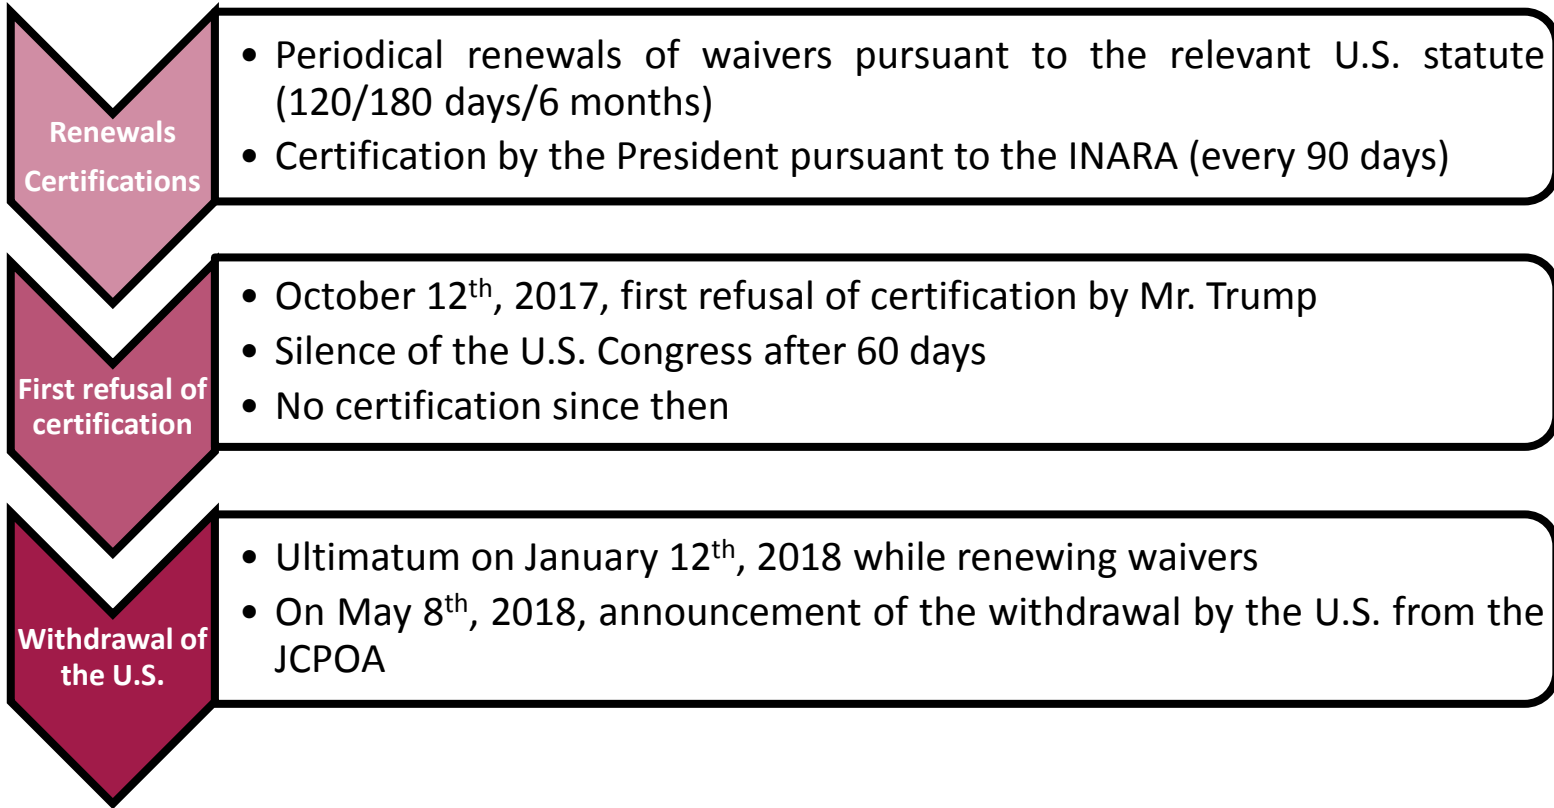 Renewals
Certifications
• Periodical renewals of waivers pursuant to the relevant U.S. statute
(120/180 days/6 months)
• Certification by the President pursuant to the INARA (every 90 days)
First refusal of
certification
• October 12th, 2017, first refusal of certification by Mr. Trump
• Silence of the U.S. Congress after 60 days
• No certification since then
Withdrawal of
the U.S.
• Ultimatum on January 12th, 2018 while renewing waivers
• On May 8th, 2018, announcement of the withdrawal by the U.S. from the
JCPOA